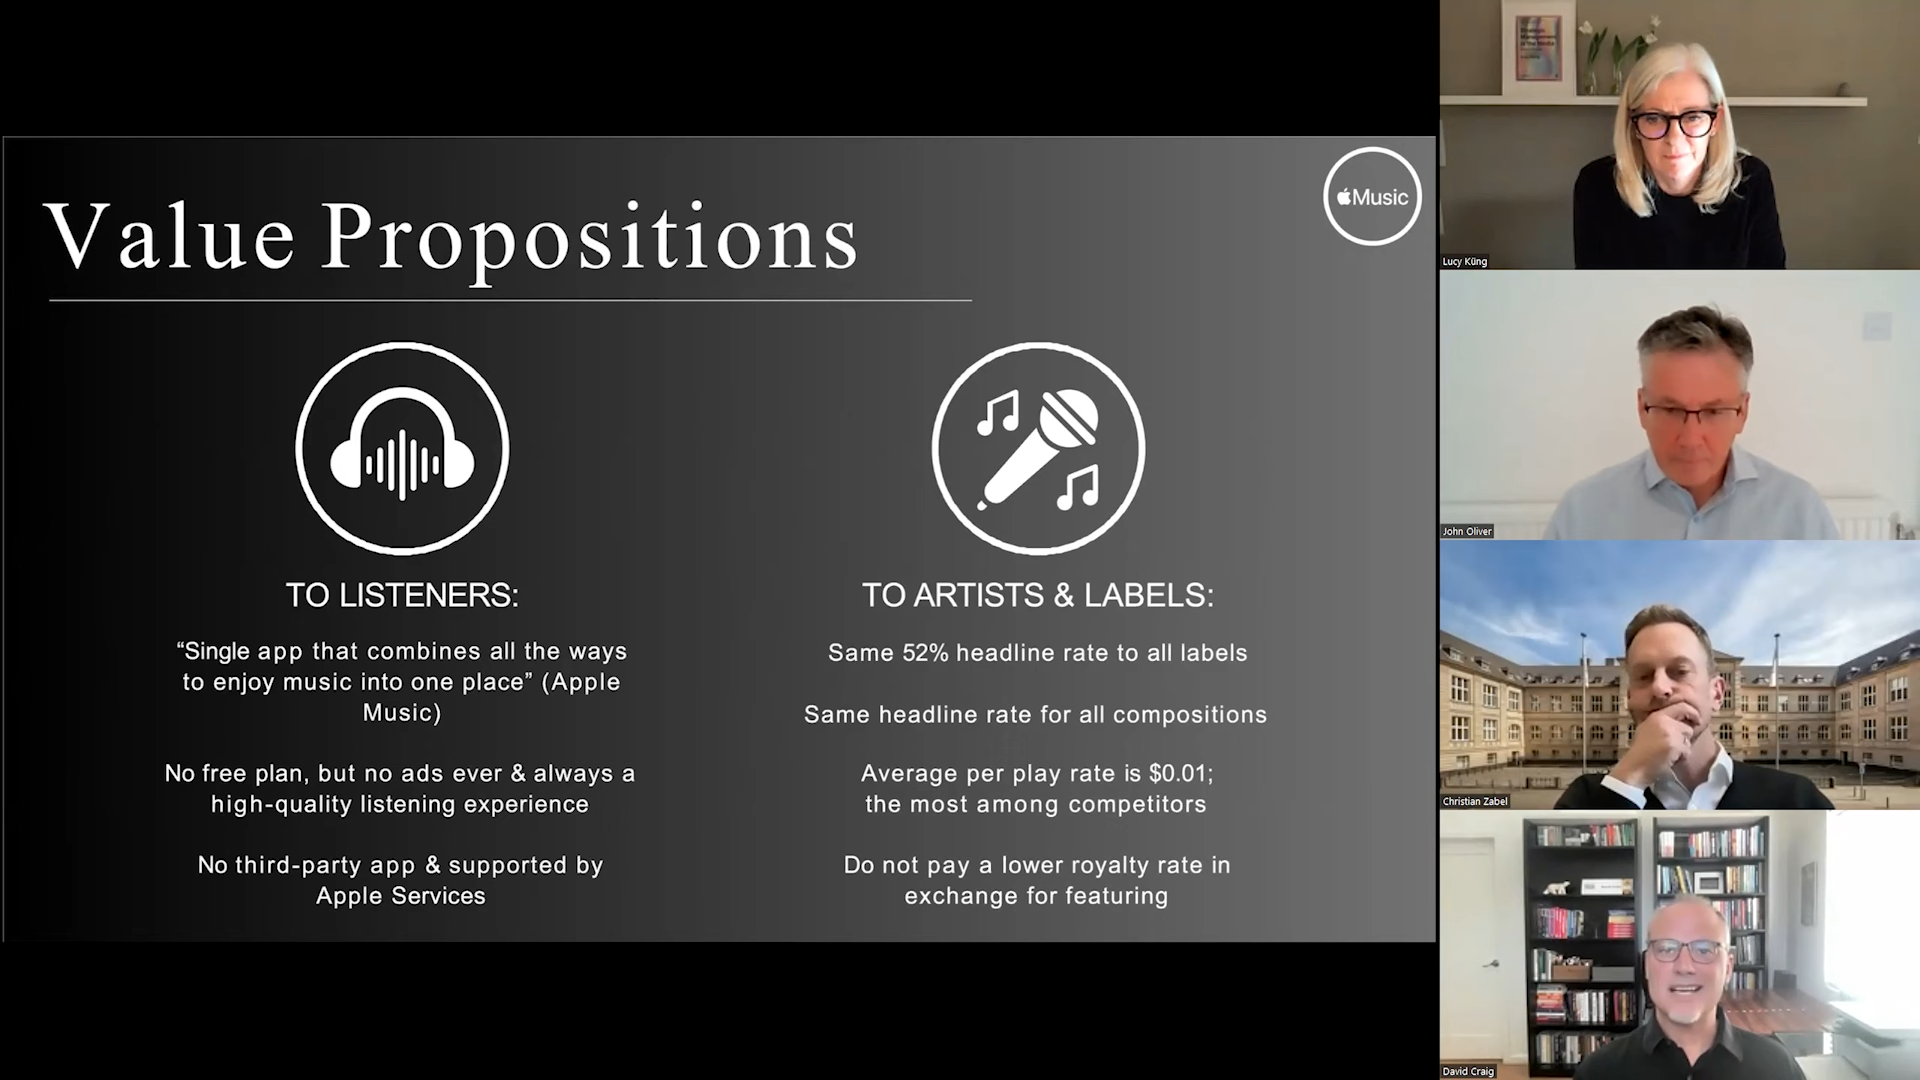 Value Propositions
Music
TO LISTENERS:
“Single app that combines all the ways
to enjoy music into one place” (Apple
Music)
No free plan, but no ads ever & always a
high-quality listening experience
No third-party app & supported by
Apple Services
TO ARTISTS & LABELS:
Same 52% headline rate to all labels
Same headline rate for all compositions
Average per play rate is $0.01;
the most among competitors
Do not pay a lower royalty rate in
exchange for featuring
Lucy Küng
John Oliver
Christian Zabel
David Craig